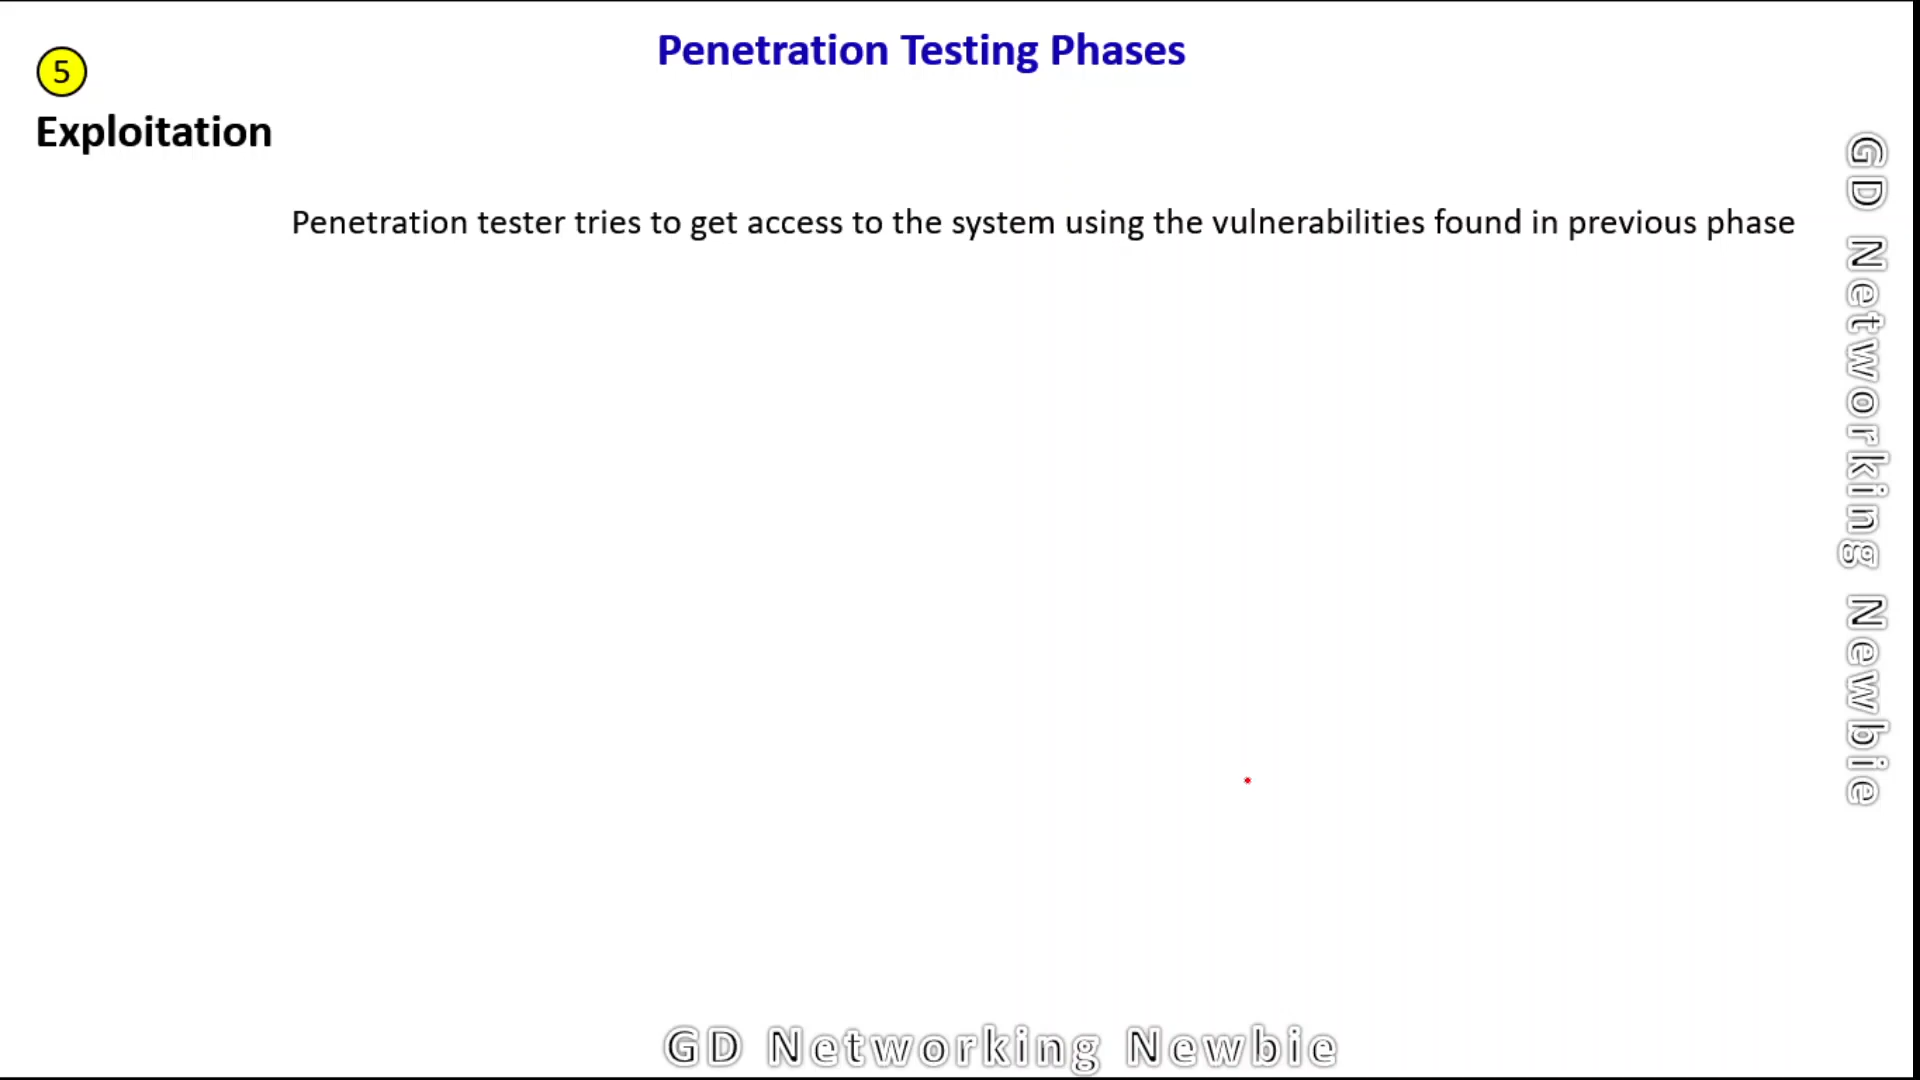 Penetration Testing Phases
5
Exploitation
Penetration tester tries to get access to the system using the vulnerabilities found in previous phase
GD Networking Newbie
GD Networking Newbie